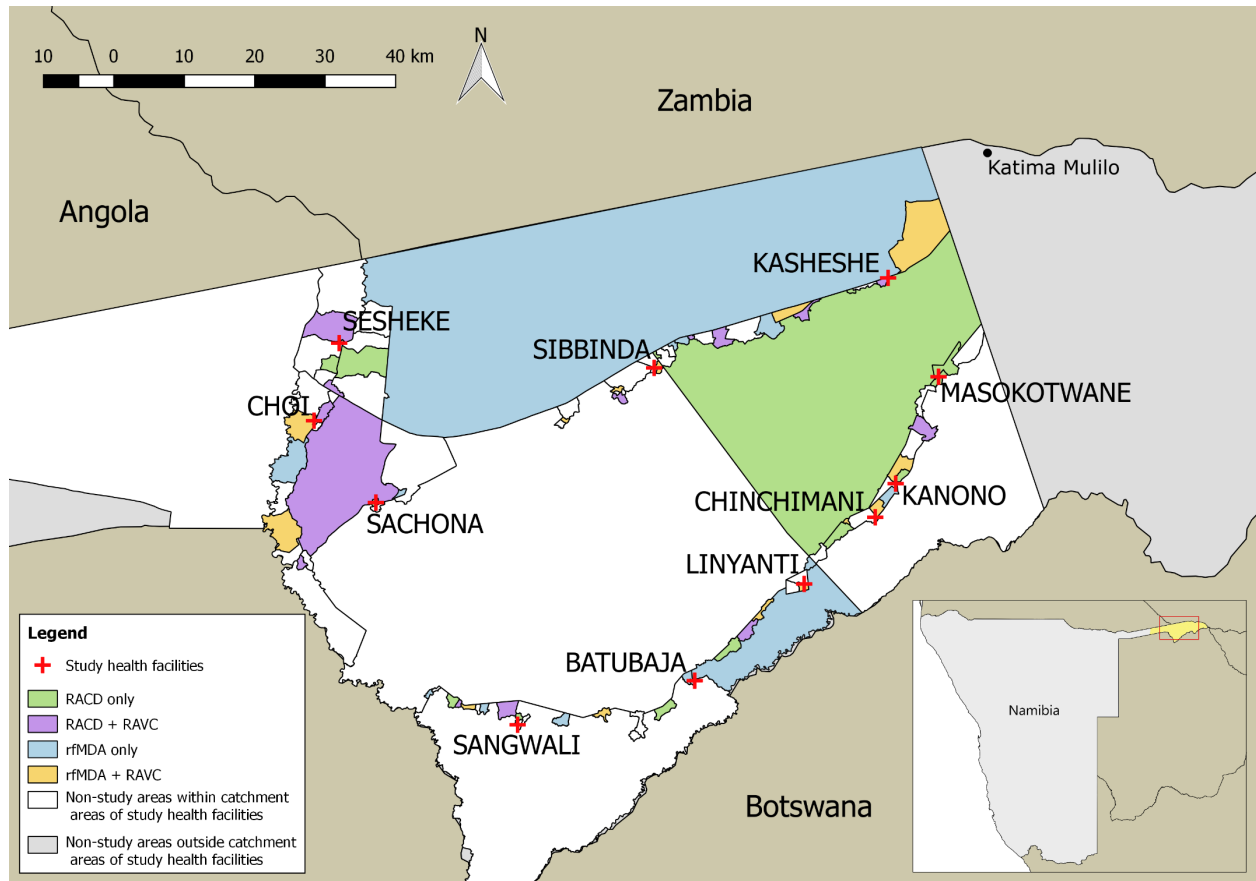 10 0 10 20 30 40 km
N
Zambia
Katima Mulilo
Angola
KASHESHE
SESHEKE
SIBBINDA
MASOKOTWANE
CHOI
CHINCHIMANI
KANONO
SACHONA
LINYANTI
BATUBAJA
SANGWALI
Botswana
Legend
Study health facilities
RACD only
RACD + RAVC
rfMDA only
rfMDA + RAVC
Non-study areas within catchment
areas of study health facilities
Non-study areas outside catchment
areas of study health facilities
Namibia